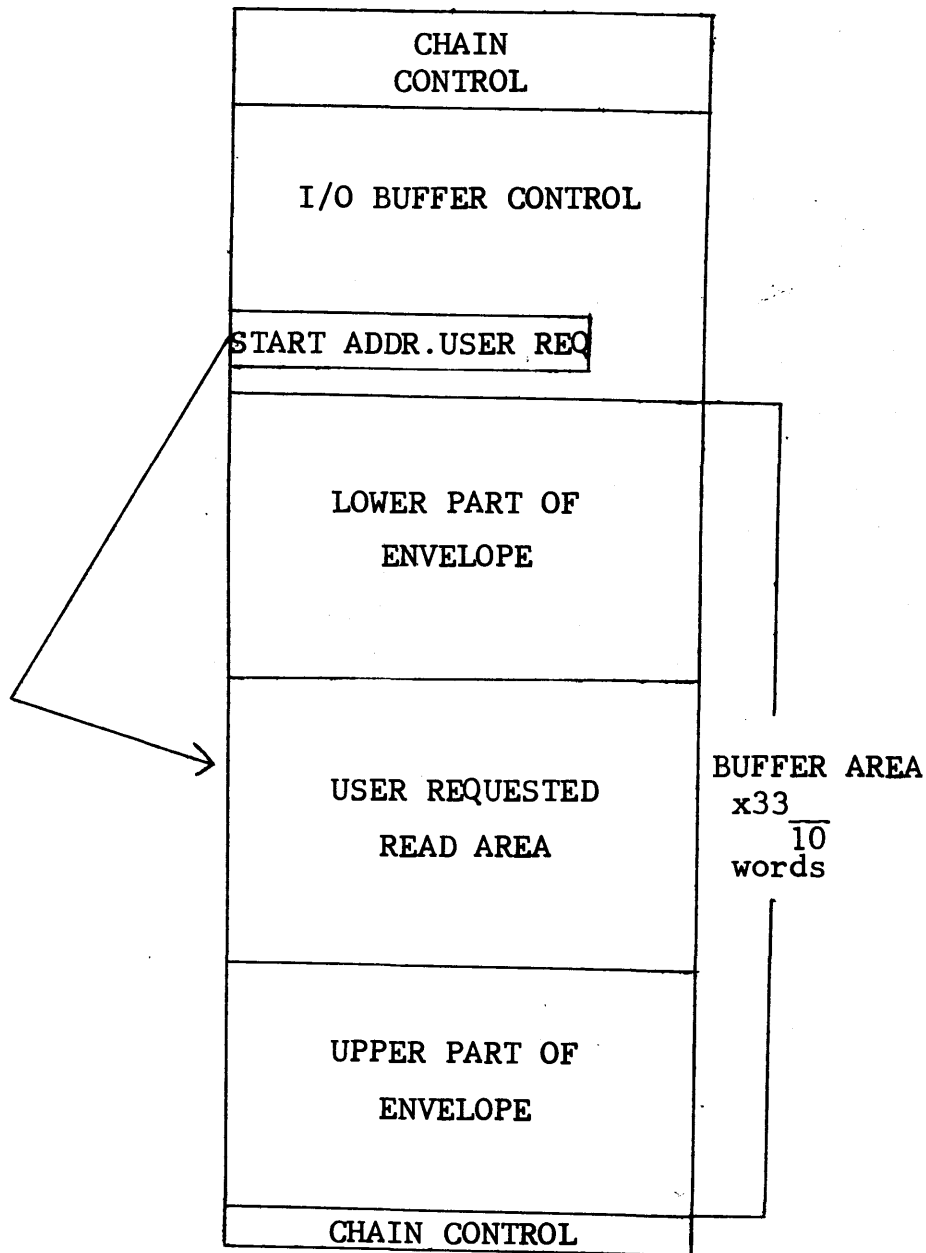 CHAIN
CONTROL
I/O BUFFER CONTROL
START ADDR.USER REQ
LOWER PART OF
ENVELOPE
USER REQUESTED
READ AREA
BUFFER AREA
x33
10
words
UPPER PART OF
ENVELOPE
CHAIN CONTROL